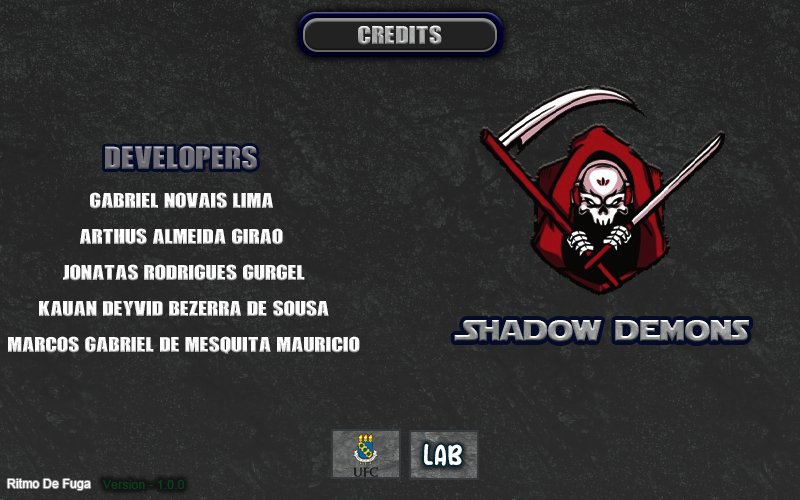 CREDITS
DEVELOPERS
GABRIEL NOVAIS LIMA
ARTHUS ALMEIDA GIRAO
JONATAS RODRIGUES GURGEL
KAUAN DEYVID BEZERRA DE SOUSA
MARCOS GABRIEL DE MESQUITA MAURICIO
SHADOW DEMONS
UFC
LAB
Ritmo De Fuga Version - 1.0.0